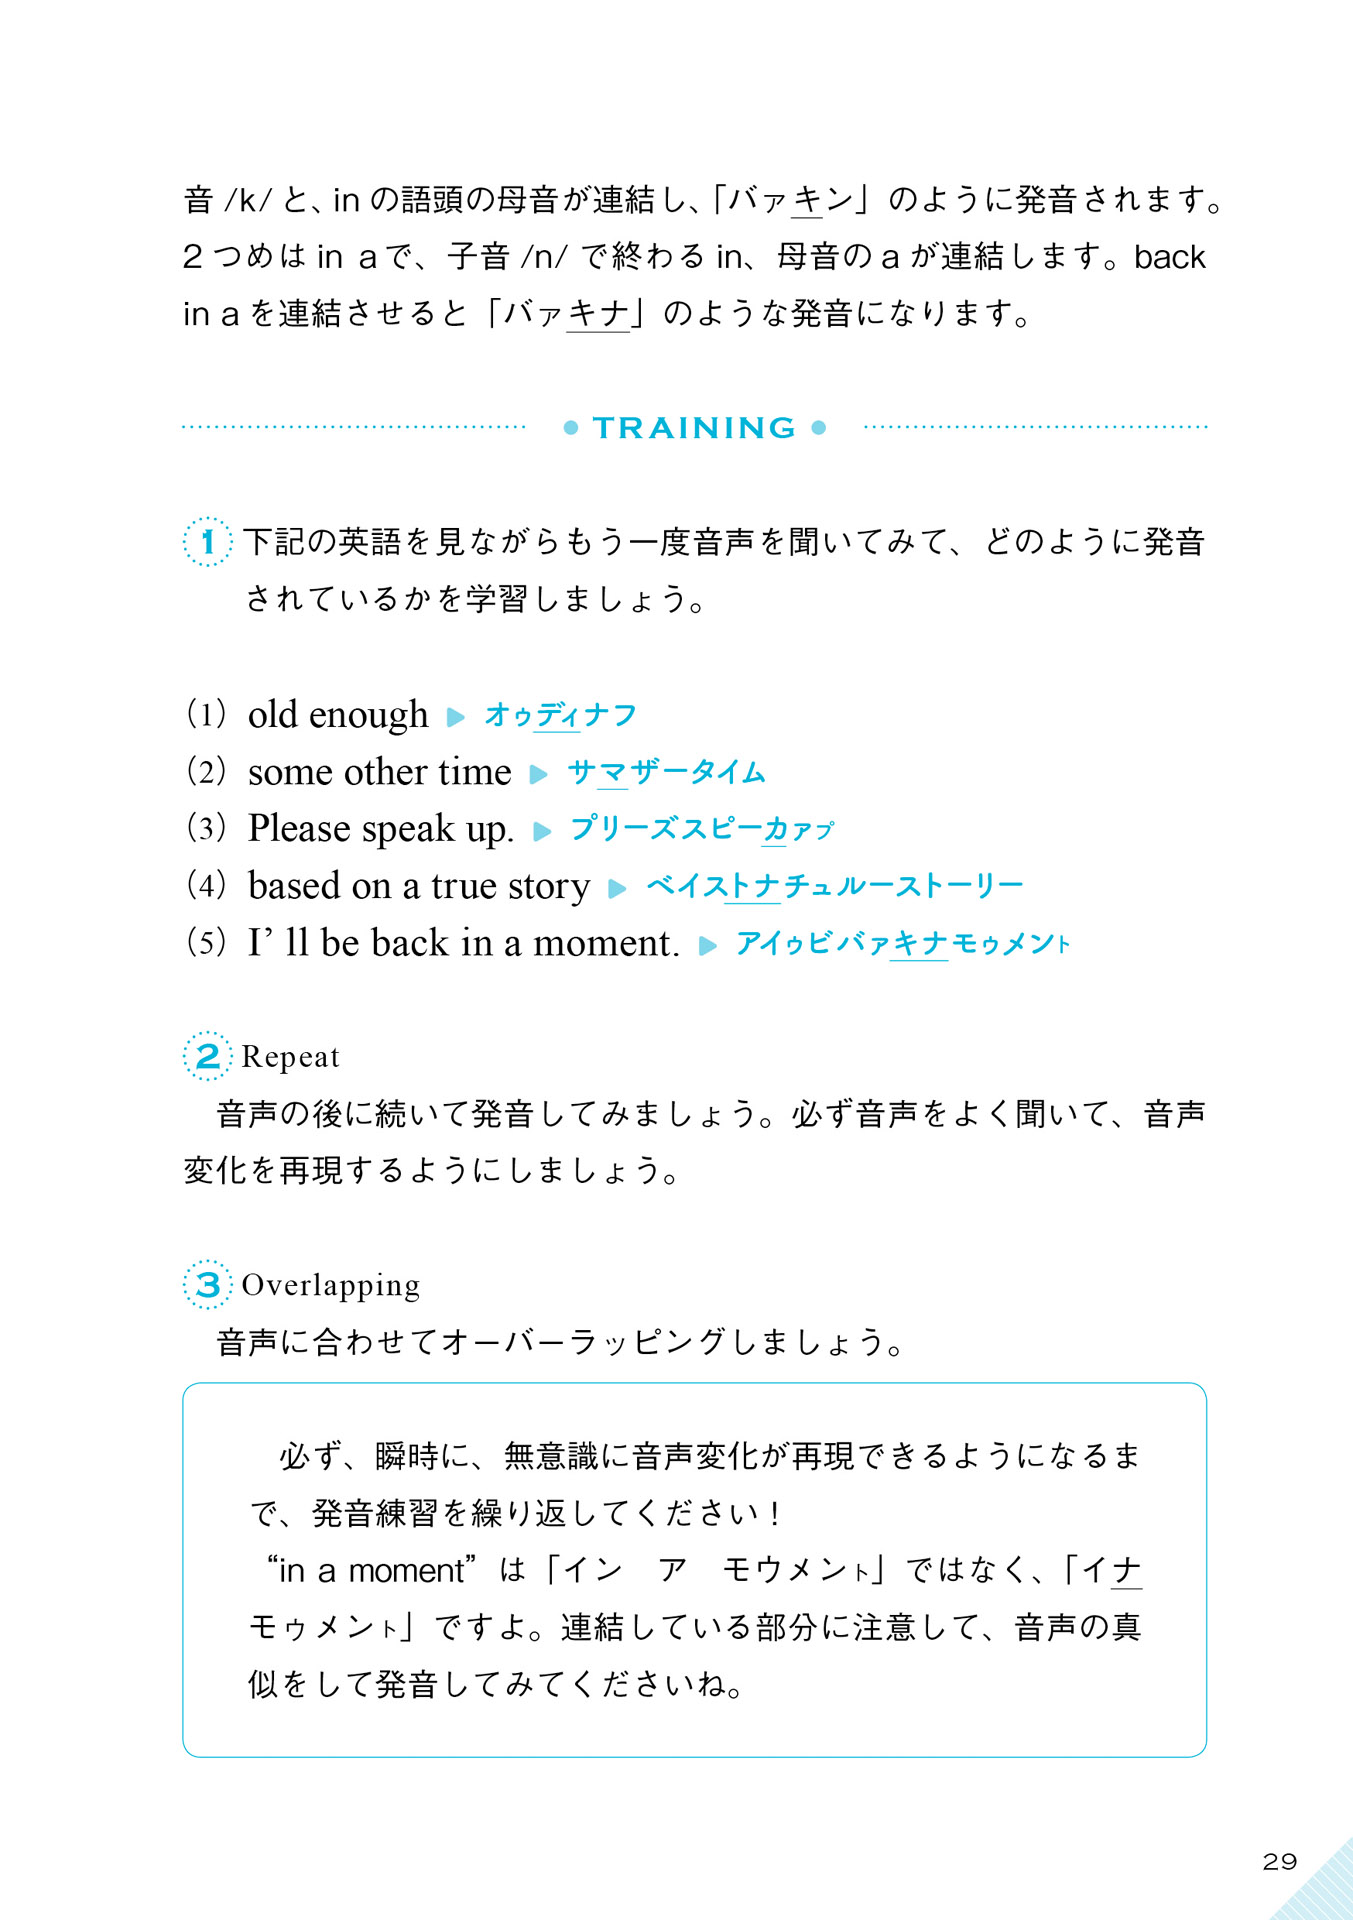 音 /k/ と、in の語頭の母音が連結し、「バァキン」のように発音されます。
2 つめは in a で、子音 /n/ で終わる in、母音の a が連結します。back
in a を連結させると「バァキナ」のような発音になります。
TRAINING
1 下記の英語を見ながらもう一度音声を聞いてみて、どのように発音
されているかを学習しましょう。
(1) old enough ▶ オゥディナフ
(2) some other time ▶ サマザータイム
(3) Please speak up. ▶ プリーズスピーカァプ
(4) based on a true story ▶ ベイストナチュルーストーリー
(5) I’ ll be back in a moment. ▶ アイゥビバァキナモゥメント
2 Repeat
音声の後に続いて発音してみましょう。必ず音声をよく聞いて、音声
変化を再現するようにしましょう。
3 Overlapping
音声に合わせてオーバーラッピングしましょう。
必ず、瞬時に、無意識に音声変化が再現できるようになるま
で、発音練習を繰り返してください！
“in a moment” は「イン　ア　モウメント」ではなく、「イナ
モゥメント」ですよ。連結している部分に注意して、音声の真
似をして発音してみてくださいね。
29